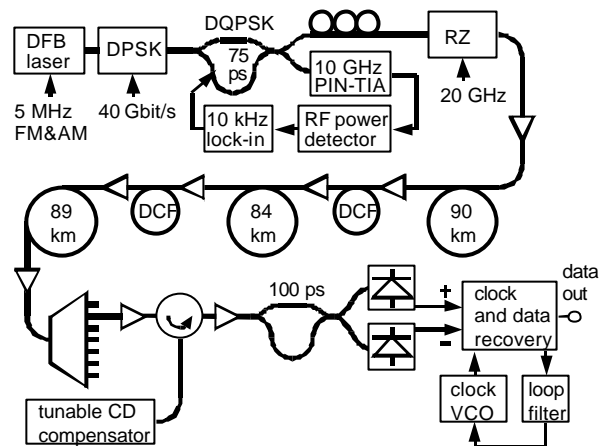 DQPSK
DFB
laser
DPSK
75
ps
10 GHz
PIN-TIA
RZ
5 MHz
FM&AM
40 Gbit/s
10 kHz
lock-in
RF power
detector
20 GHz
89
km
DCF
84
km
DCF
90
km
100 ps
+
-
clock
and data
recovery
data
out
tunable CD
compensator
clock
VCO
loop
filter